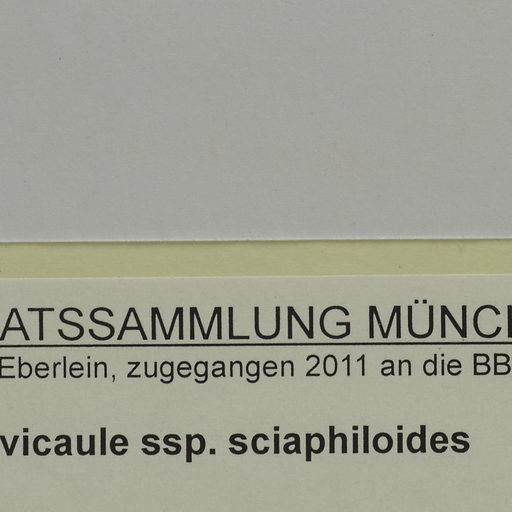 ATSSAMMLUNG MÜNC
Eberlein, zugegangen 2011 an die BB
vicaule ssp. sciaphiloides